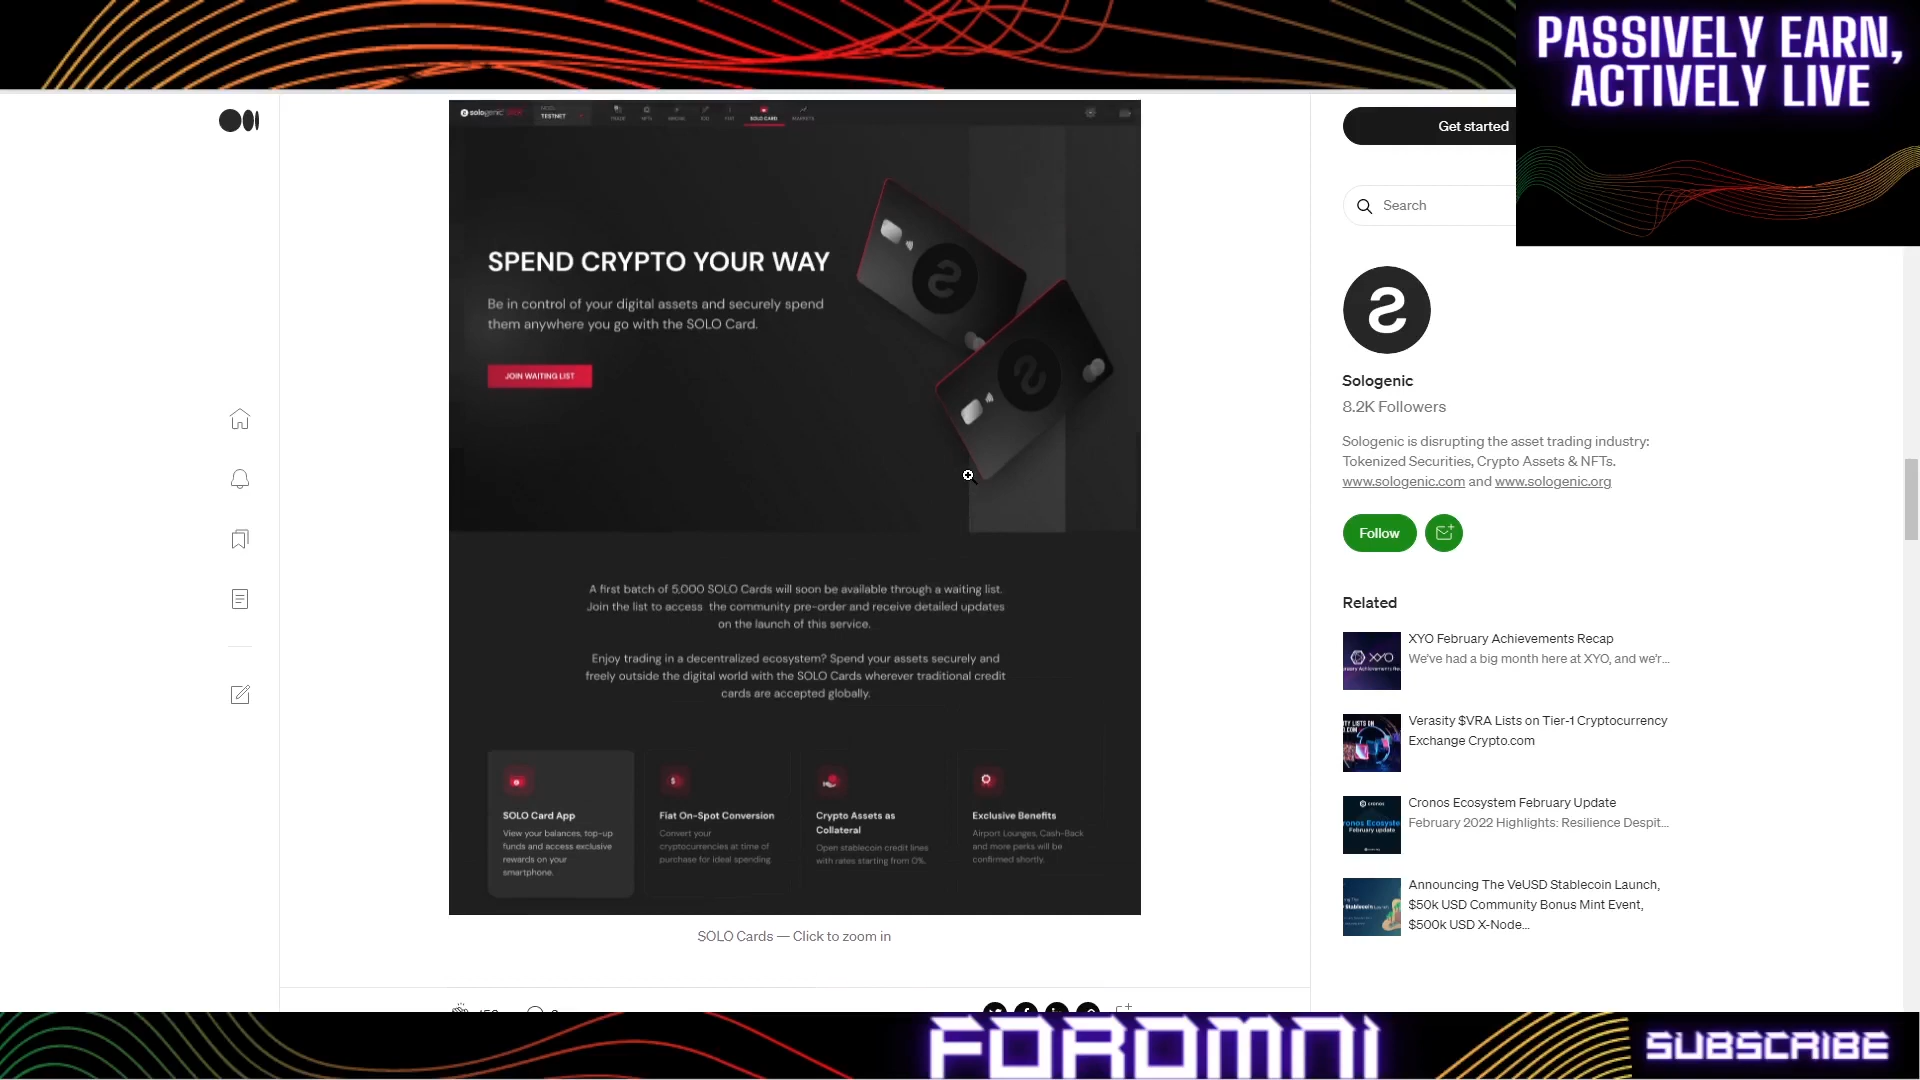 PASSIVELY EARN,
ACTIVELY LIVE
Get started
Search
sologenic
TESTNET
TRADE
NFTS
SOLO CARD
MARKETS
SPEND CRYPTO YOUR WAY
Be in control of your digital assets and securely spend
them anywhere you go with the SOLO Card.
JOIN WAITING LIST
A first batch of 5,000 SOLO Cards will soon be available through a waiting list.
Join the list to access the community pre-order and receive detailed updates
on the launch of this service.
Enjoy trading in a decentralized ecosystem? Spend your assets securely and
freely outside the digital world with the SOLO Cards wherever traditional credit
cards are accepted globally.
SOLO Card App
View your balances, top-up
funds and access exclusive
rewards on your
smartphone.
Fiat On-Spot Conversion
Convert your
cryptocurrencies at time of
purchase for ideal spending
Crypto Assets as
Collateral
Open stablecoin credit lines
with rates starting from 0%.
Exclusive Benefits
Airport Lounges, Cash-Back
and more perks will be
confirmed shortly.
SOLO Cards — Click to zoom in
Sologenic
8.2K Followers
Sologenic is disrupting the asset trading industry:
Tokenized Securities, Crypto Assets & NFTs.
www.sologenic.com and www.sologenic.org
Follow
Related
XYO
XYO February Achievements Recap
We've had a big month here at XYO, and we'r...
Verasity $VRA Lists on Tier-1 Cryptocurrency
Exchange Crypto.com
Cronos Ecosystem February Update
February 2022 Highlights: Resilience Despit...
Announcing The VeUSD Stablecoin Launch,
$50k USD Community Bonus Mint Event,
$500k USD X-Node...
FOROMNI
SUBSCRIBE